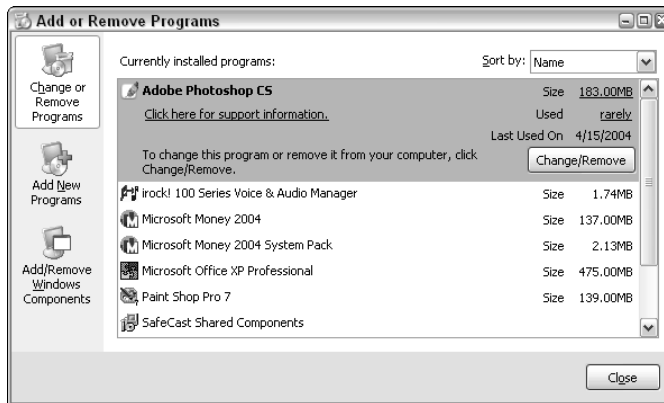 Add or Remove Programs
Change or
Remove
Programs
Add New
Programs
Add/Remove
Windows
Components
Currently installed programs:
Sort by: Name
Adobe Photoshop CS Size 183.00MB
Click here for support information. Used rarely
Last Used On 4/15/2004
To change this program or remove it from your computer, click
Change/Remove.
Change/Remove
irock! 100 Series Voice & Audio Manager Size 1.74MB
Microsoft Money 2004 Size 137.00MB
Microsoft Money 2004 System Pack Size 2.13MB
Microsoft Office XP Professional Size 475.00MB
Paint Shop Pro 7 Size 139.00MB
SafeCast Shared Components
Close